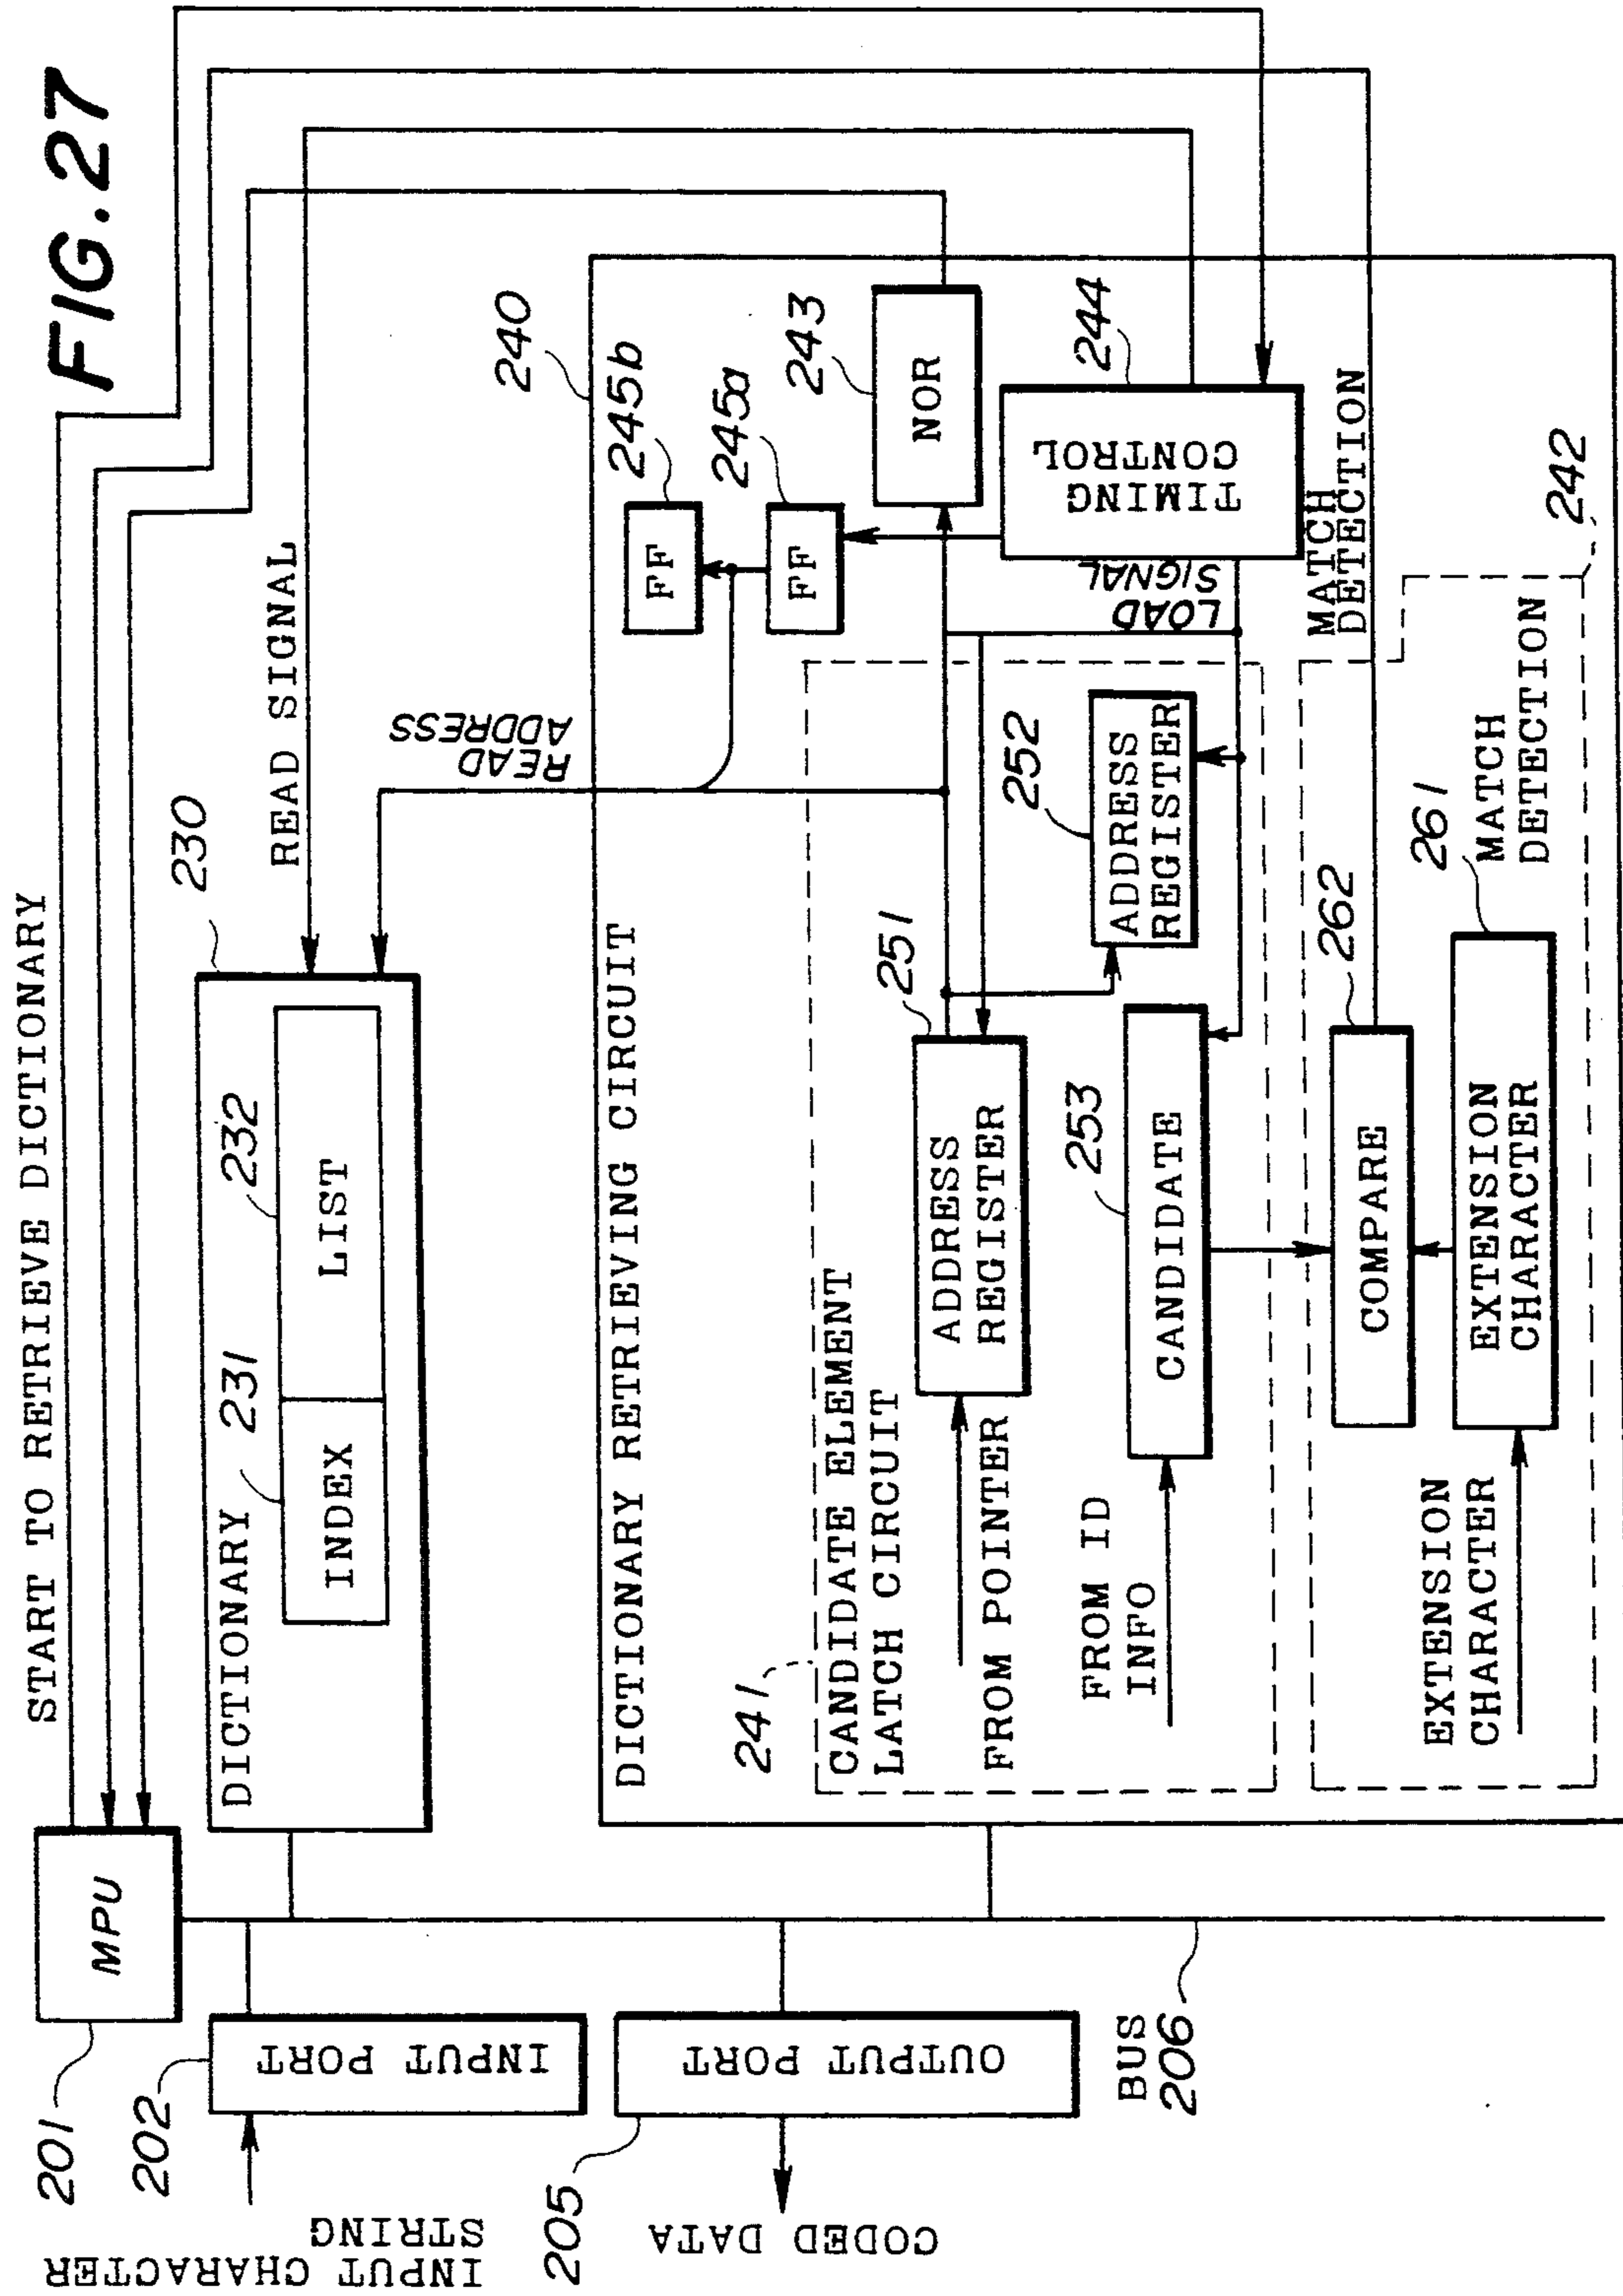 FIG. 27
START TO RETRIEVE DICTIONARY
201
MPU
202
INPUT PORT
INPUT CHARACTER
STRING
205
OUTPUT PORT
CODED DATA
BUS
206
230
READ SIGNAL
DICTIONARY
231
232
INDEX
LIST
READ
ADDRESS
240
DICTIONARY RETRIEVING CIRCUIT
245b
FF
245a
FF
243
NOR
244
TIMING
CONTROL
LOAD
SIGNAL
241
CANDIDATE ELEMENT
LATCH CIRCUIT
251
ADDRESS
REGISTER
FROM POINTER
252
ADDRESS
REGISTER
253
CANDIDATE
FROM ID
INFO
MATCH
DETECTION
242
262
COMPARE
261
MATCH
DETECTION
EXTENSION
CHARACTER
EXTENSION
CHARACTER